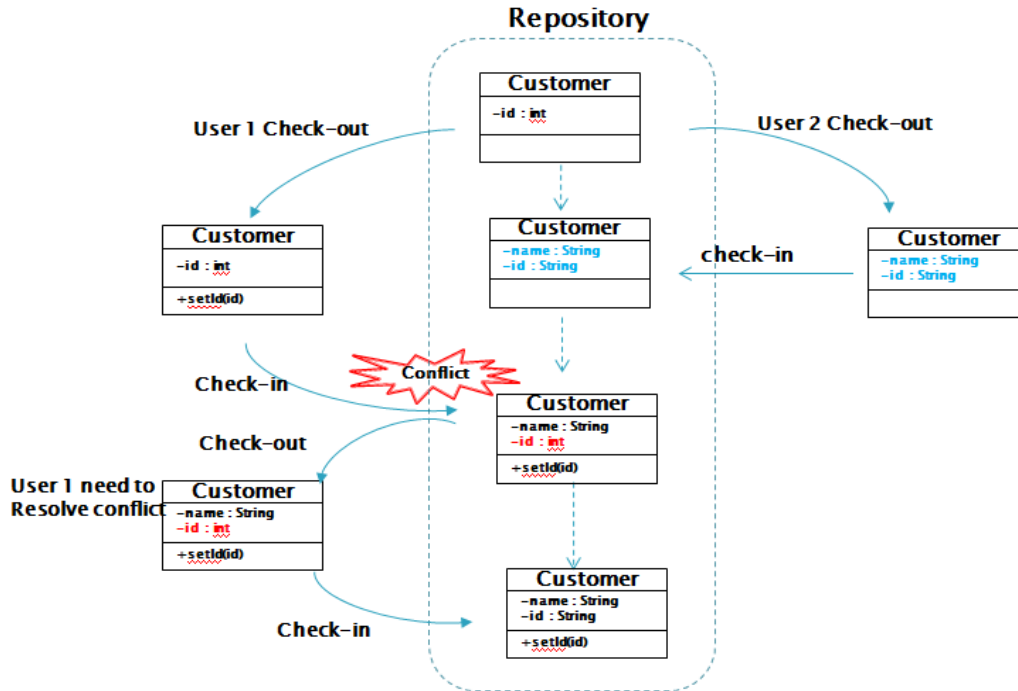 Repository
Customer
-id : int
User 1 Check-out
User 2 Check-out
Customer
-id : int
+setId(id)
Customer
-name : String
-id : String
check-in
Customer
-name : String
-id : String
Conflict
Check-in
Customer
-name : String
-id : int
+setId(id)
Check-out
User 1 need to
Resolve conflict
Customer
-name : String
-id : int
+setId(id)
Check-in
Customer
-name : String
-id : String
+setId(id)